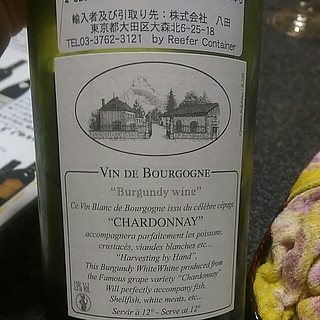 輸入者及び引取り先：株式会社 八田
東京都大田区大森北6-25-18
TEL03-3762-3121 by Reefer Container
VIN DE BOURGOGNE
"Burgundy wine"
Ce Vin Blanc de Bourgogne issu du célèbre cépage
"CHARDONNAY"
accompagnera parfaitement les poissons,
crustacés, viandes blanches etc...
"Harvesting by Hand",
This Burgundy WhiteWhine produced from
the Famous grape variety "Chardonnay"
Will perfectly accompany fish,
Shellfish, white meats, etc...
Servir à 12° - Serve at 12°
13% Vol.